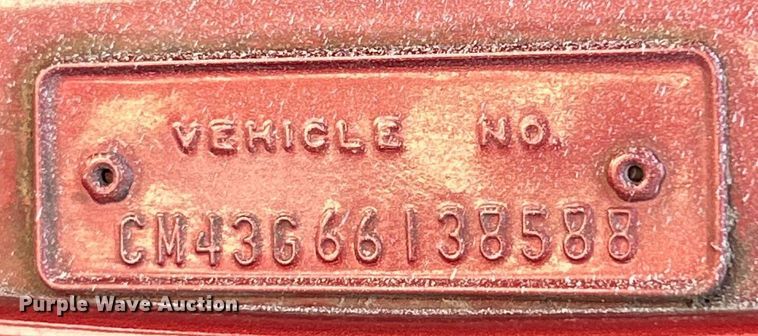 VEHICLE NO.
CM43G66138588
Purple Wave Auction